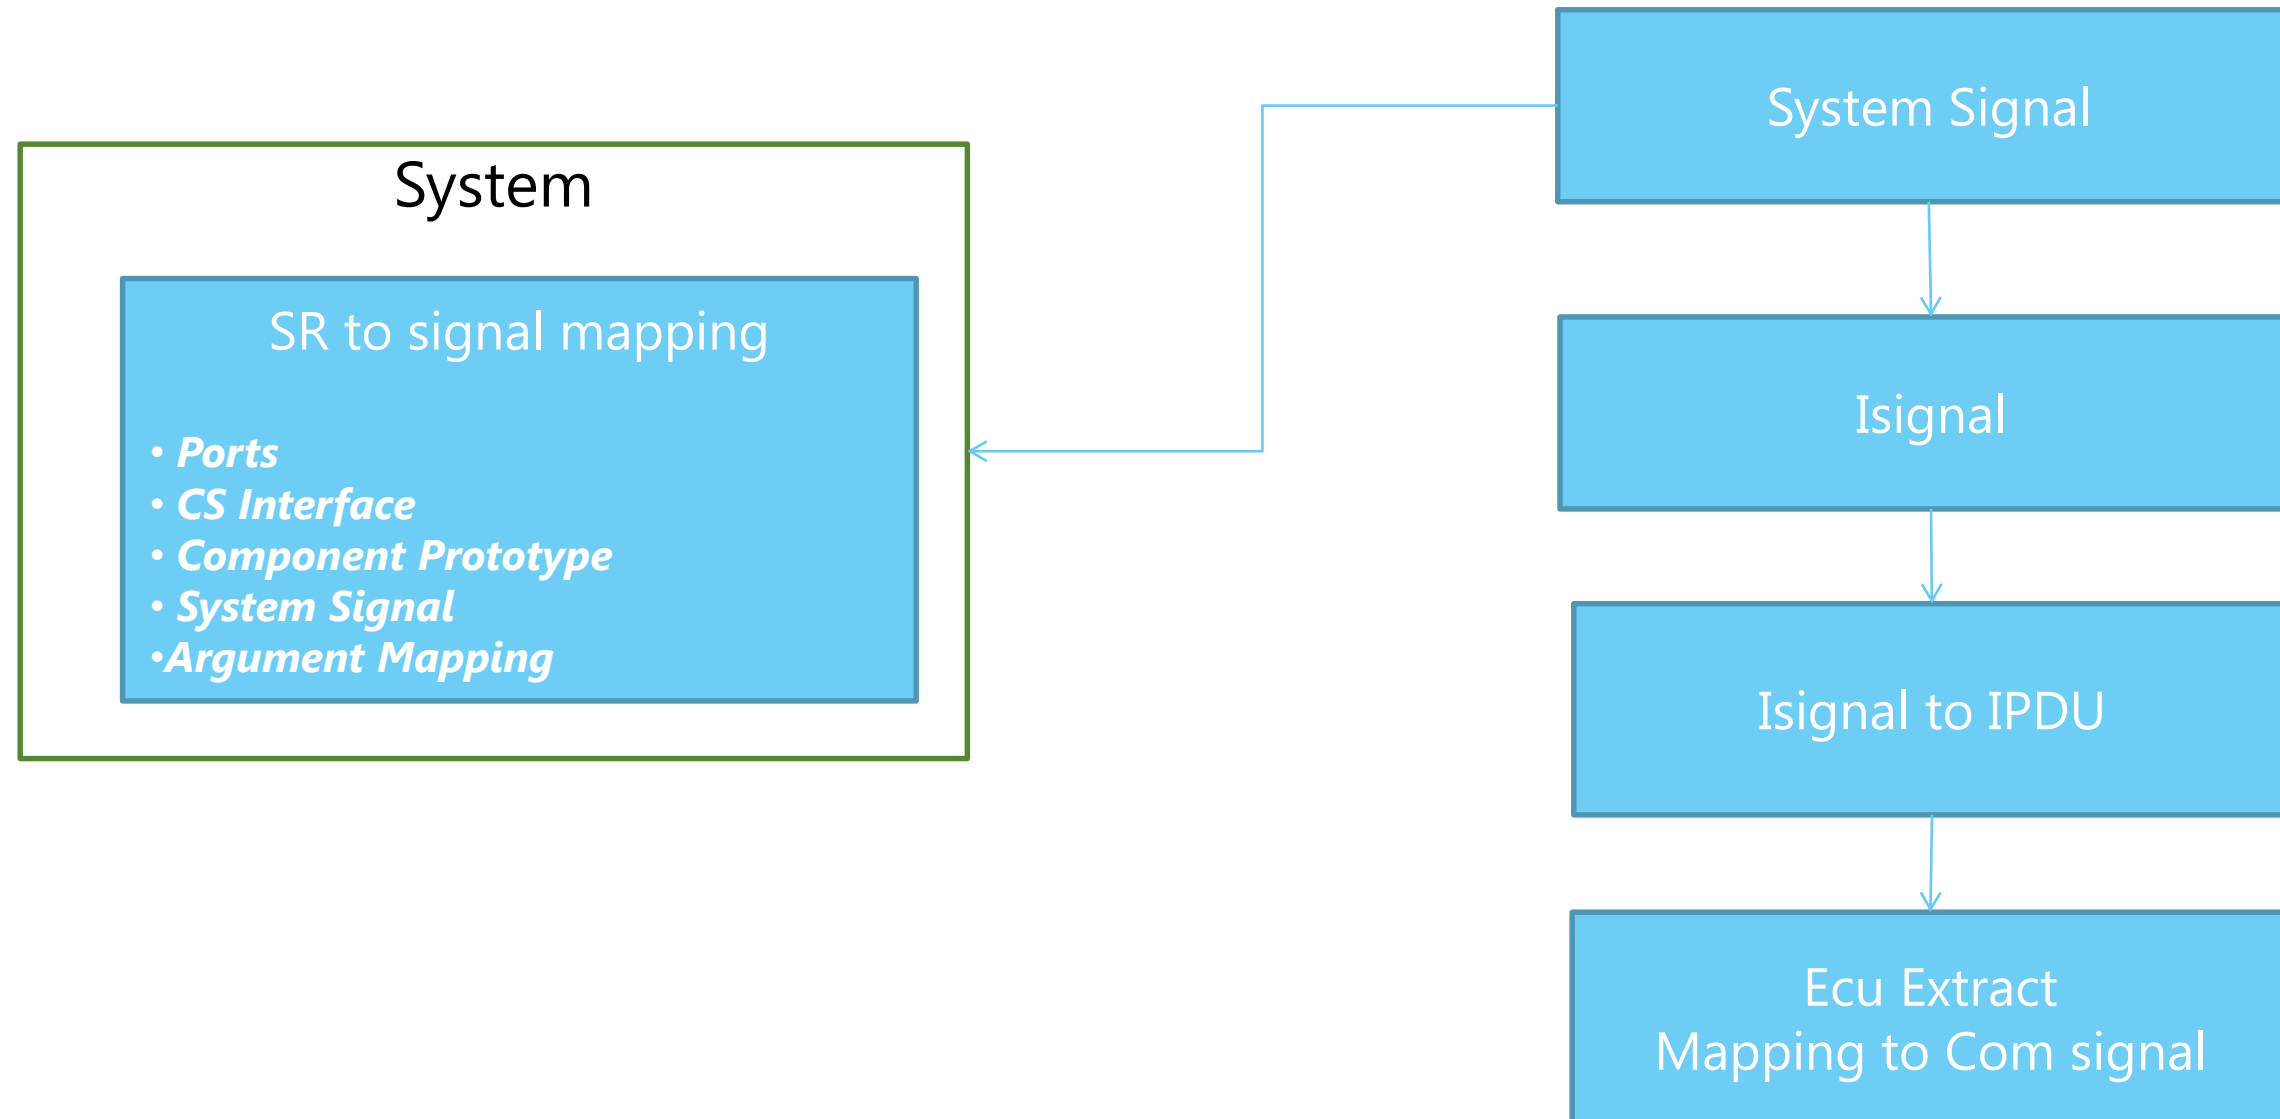 System
SR to signal mapping
• Ports
• CS Interface
• Component Prototype
• System Signal
•Argument Mapping
System Signal
Isignal
Isignal to IPDU
Ecu Extract
Mapping to Com signal